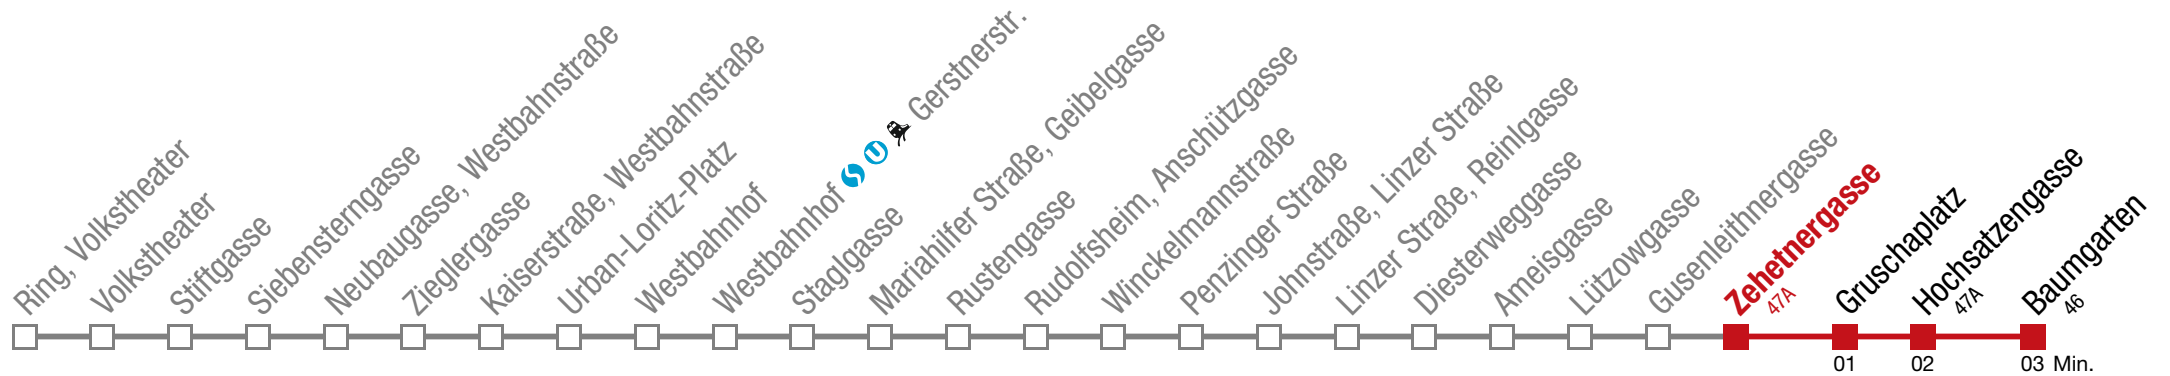 Ring, Volkstheater
Volkstheater
Stiftgasse
Siebensterngasse
Neubaugasse, Westbahnstraße
Zieglergasse
Kaiserstraße, Westbahnstraße
Urban-Loritz-Platz
Westbahnhof
Westbahnhof S U Gerstnerstr.
Staglgasse
Mariahilfer Straße, Geibelgasse
Rustengasse
Rudolfsheim, Anschützgasse
Winckelmannstraße
Penzinger Straße
Johnstraße, Linzer Straße
Linzer Straße, Reinlgasse
Diesterweggasse
Ameisgasse
Lützowgasse
Gusenleithnergasse
Zehetnergasse
47A
Gruschaplatz
Hochsatzengasse
47A
Baumgarten
46
01
02
03 Min.